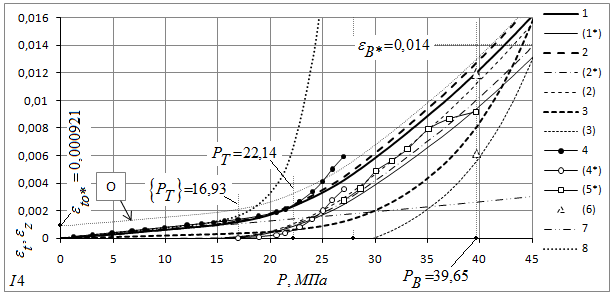 0,016
0,014
0,012
0,01
0,008
0,006
0,004
0,002
0
ε_t, ε_z
ε_to* = 0,000921
O
{P_T}=16,93
P_T=22,14
ε_B*=0,014
P_B=39,65
0 5 10 15 20 25 30 35 40 45
P, МПа
14
1
(1*)
2
(2*)
2
(2)
3
(3)
4
(4*)
(5*)
(6)
7
8